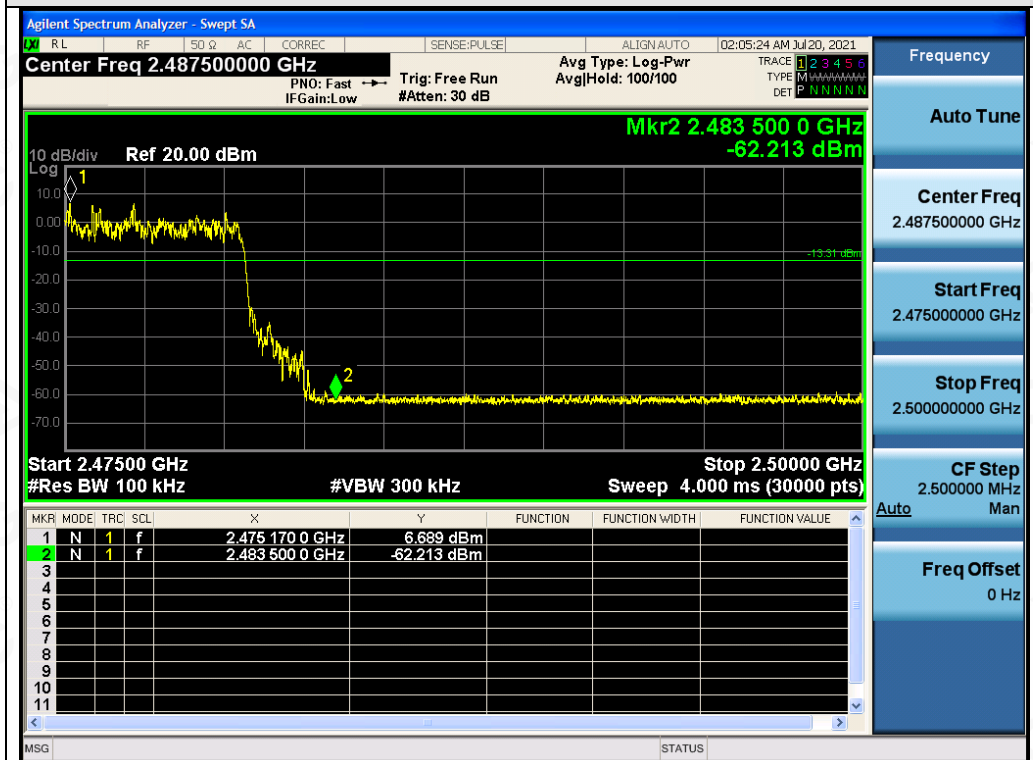 Agilent Spectrum Analyzer - Swept SA
LXI RL RF 50 Ω AC CORREC SENSE:PULSE ALIGN AUTO 02:05:24 AM Jul 20, 2021
Center Freq 2.487500000 GHz
PNO: Fast
IFGain:Low
Trig: Free Run
#Atten: 30 dB
Avg Type: Log-Pwr
Avg|Hold: 100/100
TRACE 1 2 3 4 5 6
TYPE M
DET P N N N N N
Mkr2 2.483 500 0 GHz
-62.213 dBm
10 dB/div Ref 20.00 dBm
Log
1
10.0
0.00
-10.0
-13.31 dBm
-20.0
-30.0
-40.0
-50.0
2
-60.0
-70.0
Start 2.47500 GHz Stop 2.50000 GHz
#Res BW 100 kHz #VBW 300 kHz Sweep 4.000 ms (30000 pts)
MKR MODE TRC SCL X Y FUNCTION FUNCTION WIDTH FUNCTION VALUE
1 N 1 f 2.475 170 0 GHz 6.689 dBm
2 N 1 f 2.483 500 0 GHz -62.213 dBm
3
4
5
6
7
8
9
10
11
MSG STATUS
Frequency
Auto Tune
Center Freq
2.487500000 GHz
Start Freq
2.475000000 GHz
Stop Freq
2.500000000 GHz
CF Step
2.500000 MHz
Auto Man
Freq Offset
0 Hz